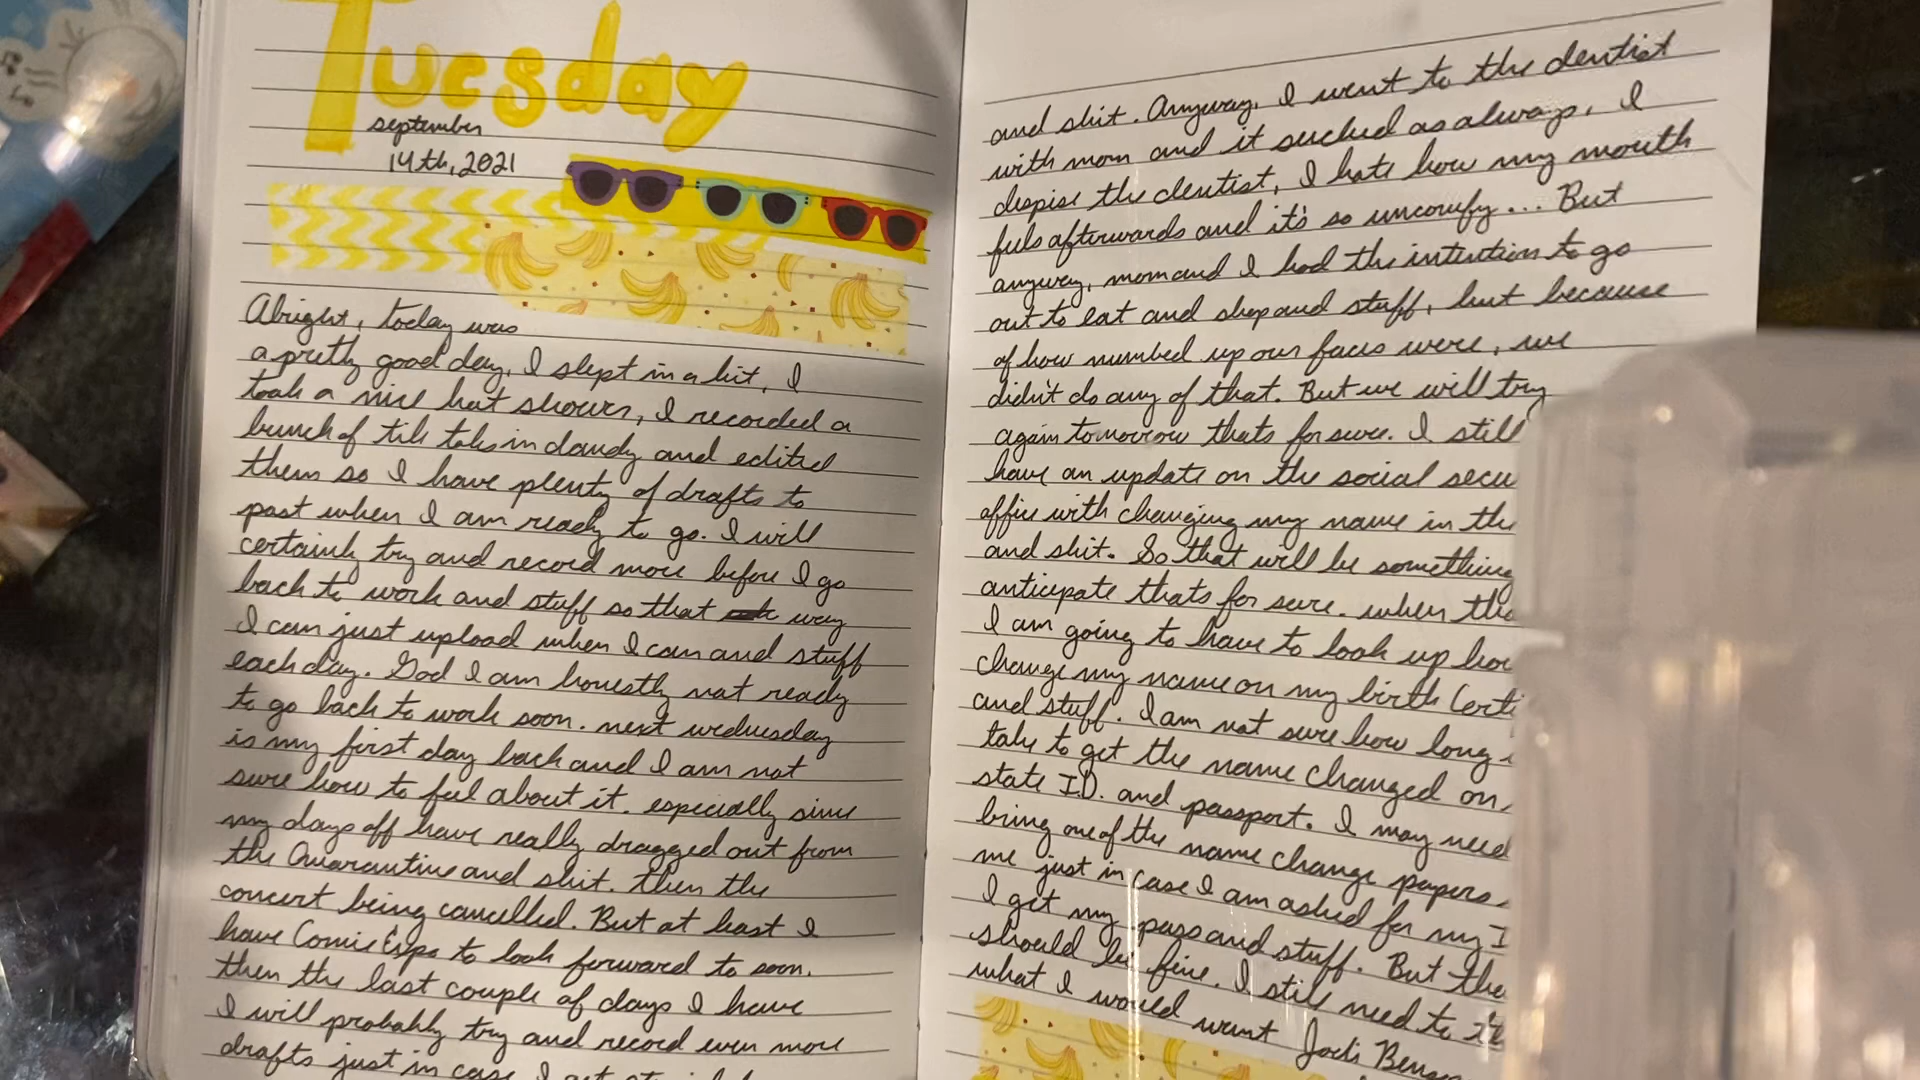 Tuesday
september
14th, 2021
Alright, today was
a pretty good day, I slept in a bit, I
took a nice hot shower, I recorded a
bunch of tik toks in dandy and edited
them so I have plenty of drafts to
post when I am ready to go. I will
certainly try and record more before I go
back to work and stuff so that way
I can just upload when I can and stuff
each day. God I am honestly not ready
to go back to work soon. next wednesday
is my first day back and I am not
sure how to feel about it. especially since
my days off have really dragged out from
the Quarantine and shit. then the
concert being cancelled. But at least I
have Comic Expo to look forward to soon.
then the last couple of days I have
I will probably try and record even more
drafts just in case I get
and shit. Anyway, I went to the dentist
with mom and it sucked as always, I
despise the dentist, I hate how my mouth
feels afterwards and it's so uncomfy... But
anyway, mom and I had the intention to go
out to eat and shop and stuff, but because
of how numbed up our faces were, we
didn't do any of that. But we will try
again tomorrow thats for sure. I still
have an update on the social secu
office with changing my name in the
and shit. So that will be something
anticipate thats for sure. when the
I am going to have to look up how
change my name on my birth Certi
and stuff. I am not sure how long
take to get the name changed on
state I.D. and passport. I may need
bring one of the name change papers
me just in case I am asked for my I
I get my pass and stuff. But the
should be fine. I still need to
what I would want Jodi Benso